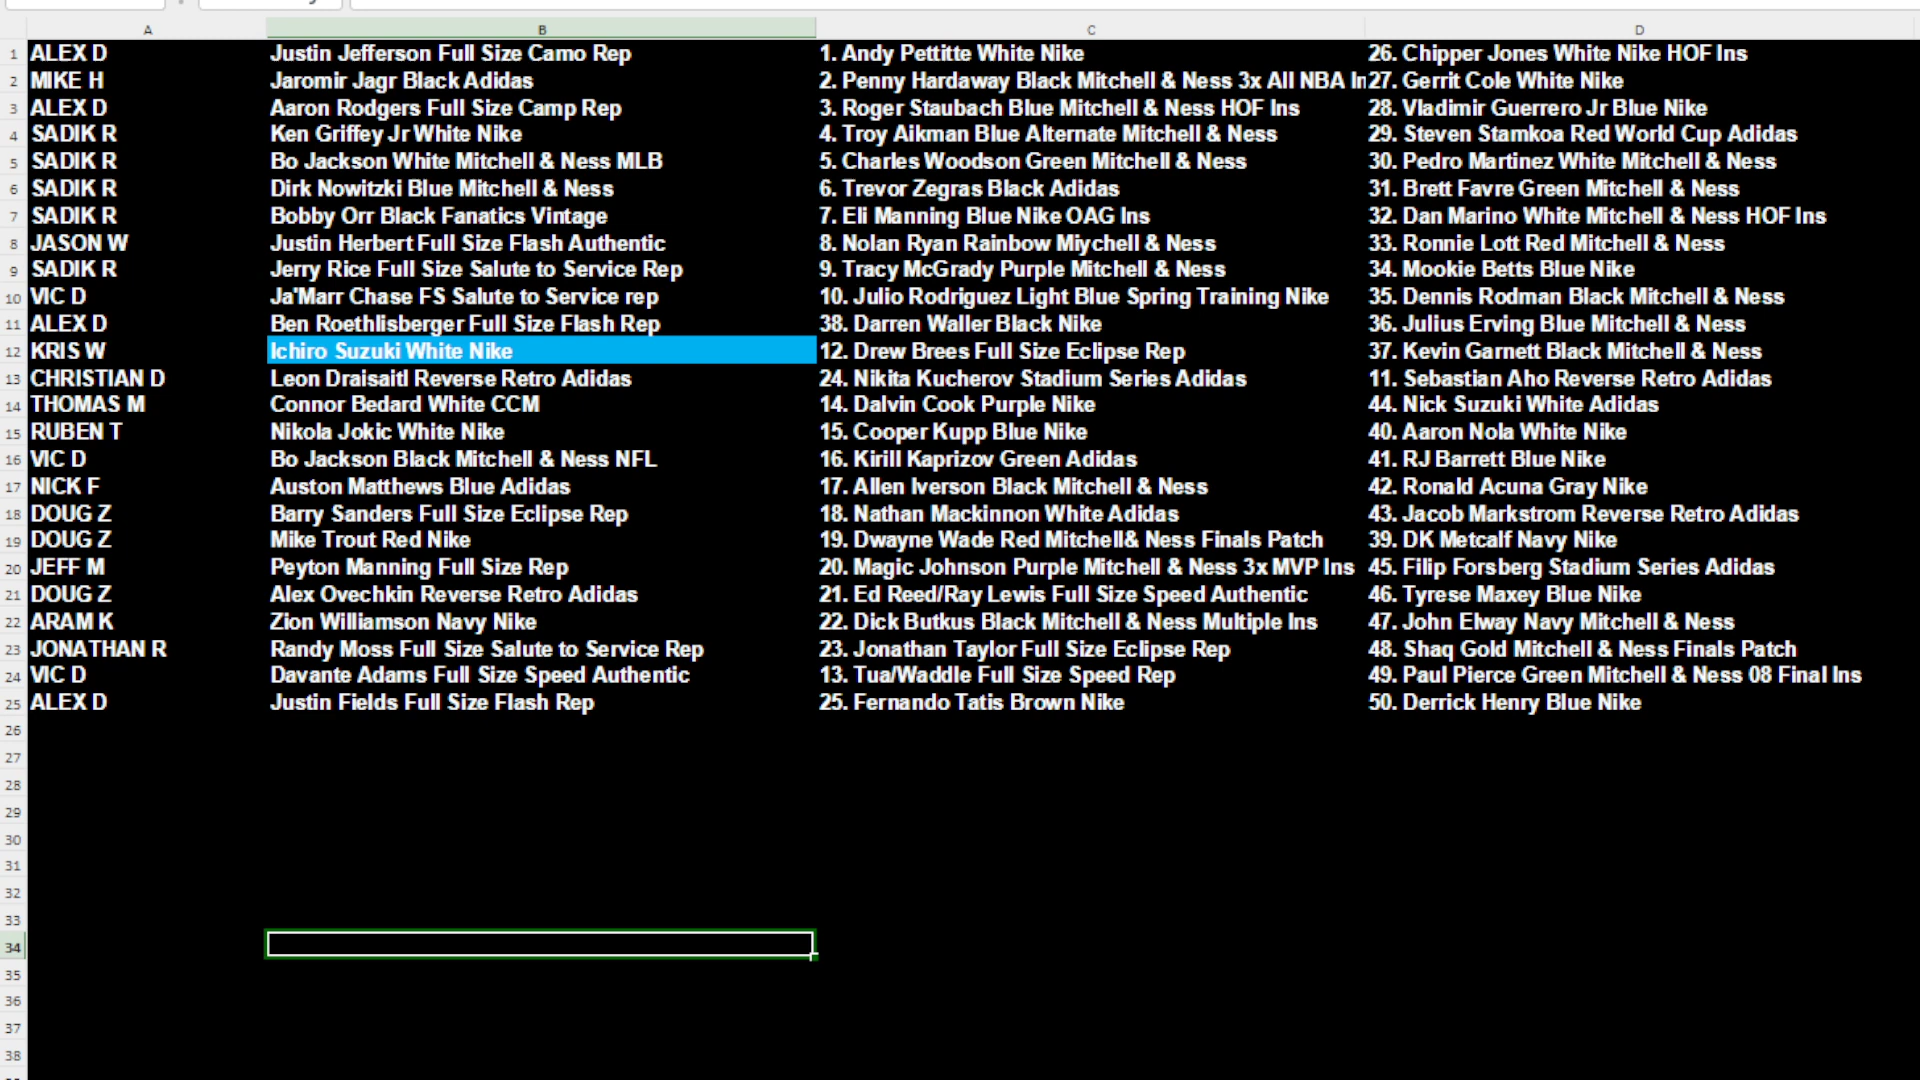 A B C D
1 ALEX D Justin Jefferson Full Size Camo Rep 1. Andy Pettitte White Nike 26. Chipper Jones White Nike HOF Ins
2 MIKE H Jaromir Jagr Black Adidas 2. Penny Hardaway Black Mitchell & Ness 3x All NBA In 27. Gerrit Cole White Nike
3 ALEX D Aaron Rodgers Full Size Camp Rep 3. Roger Staubach Blue Mitchell & Ness HOF Ins 28. Vladimir Guerrero Jr Blue Nike
4 SADIK R Ken Griffey Jr White Nike 4. Troy Aikman Blue Alternate Mitchell & Ness 29. Steven Stamkoa Red World Cup Adidas
5 SADIK R Bo Jackson White Mitchell & Ness MLB 5. Charles Woodson Green Mitchell & Ness 30. Pedro Martinez White Mitchell & Ness
6 SADIK R Dirk Nowitzki Blue Mitchell & Ness 6. Trevor Zegras Black Adidas 31. Brett Favre Green Mitchell & Ness
7 SADIK R Bobby Orr Black Fanatics Vintage 7. Eli Manning Blue Nike OAG Ins 32. Dan Marino White Mitchell & Ness HOF Ins
8 JASON W Justin Herbert Full Size Flash Authentic 8. Nolan Ryan Rainbow Miychell & Ness 33. Ronnie Lott Red Mitchell & Ness
9 SADIK R Jerry Rice Full Size Salute to Service Rep 9. Tracy McGrady Purple Mitchell & Ness 34. Mookie Betts Blue Nike
10 VIC D Ja'Marr Chase FS Salute to Service rep 10. Julio Rodriguez Light Blue Spring Training Nike 35. Dennis Rodman Black Mitchell & Ness
11 ALEX D Ben Roethlisberger Full Size Flash Rep 38. Darren Waller Black Nike 36. Julius Erving Blue Mitchell & Ness
12 KRIS W Ichiro Suzuki White Nike 12. Drew Brees Full Size Eclipse Rep 37. Kevin Garnett Black Mitchell & Ness
13 CHRISTIAN D Leon Draisaitl Reverse Retro Adidas 24. Nikita Kucherov Stadium Series Adidas 11. Sebastian Aho Reverse Retro Adidas
14 THOMAS M Connor Bedard White CCM 14. Dalvin Cook Purple Nike 44. Nick Suzuki White Adidas
15 RUBEN T Nikola Jokic White Nike 15. Cooper Kupp Blue Nike 40. Aaron Nola White Nike
16 VIC D Bo Jackson Black Mitchell & Ness NFL 16. Kirill Kaprizov Green Adidas 41. RJ Barrett Blue Nike
17 NICK F Auston Matthews Blue Adidas 17. Allen Iverson Black Mitchell & Ness 42. Ronald Acuna Gray Nike
18 DOUG Z Barry Sanders Full Size Eclipse Rep 18. Nathan Mackinnon White Adidas 43. Jacob Markstrom Reverse Retro Adidas
19 DOUG Z Mike Trout Red Nike 19. Dwayne Wade Red Mitchell& Ness Finals Patch 39. DK Metcalf Navy Nike
20 JEFF M Peyton Manning Full Size Rep 20. Magic Johnson Purple Mitchell & Ness 3x MVP Ins 45. Filip Forsberg Stadium Series Adidas
21 DOUG Z Alex Ovechkin Reverse Retro Adidas 21. Ed Reed/Ray Lewis Full Size Speed Authentic 46. Tyrese Maxey Blue Nike
22 ARAM K Zion Williamson Navy Nike 22. Dick Butkus Black Mitchell & Ness Multiple Ins 47. John Elway Navy Mitchell & Ness
23 JONATHAN R Randy Moss Full Size Salute to Service Rep 23. Jonathan Taylor Full Size Eclipse Rep 48. Shaq Gold Mitchell & Ness Finals Patch
24 VIC D Davante Adams Full Size Speed Authentic 13. Tua/Waddle Full Size Speed Rep 49. Paul Pierce Green Mitchell & Ness 08 Final Ins
25 ALEX D Justin Fields Full Size Flash Rep 25. Fernando Tatis Brown Nike 50. Derrick Henry Blue Nike
26
27
28
29
30
31
32
33
34
35
36
37
38